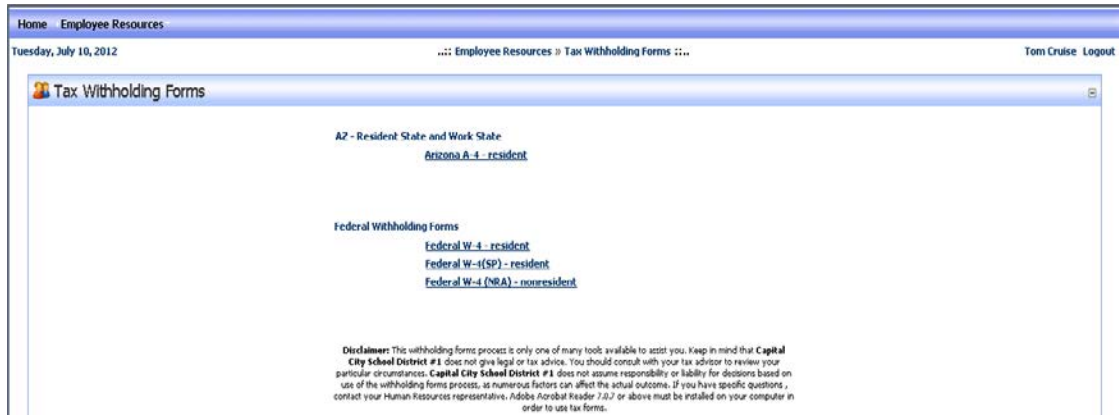 Home Employee Resources
Tuesday, July 10, 2012 ..:: Employee Resources » Tax Withholding Forms ::.. Tom Cruise Logout
Tax Withholding Forms
AZ - Resident State and Work State
Arizona A-4 - resident
Federal Withholding Forms
Federal W-4 - resident
Federal W-4(SP) - resident
Federal W-4 (NRA) - nonresident
Disclaimer: This withholding forms process is only one of many tools available to assist you. Keep in mind that Capital
City School District #1 does not give legal or tax advice. You should consult with your tax advisor to review your
particular circumstances. Capital City School District #1 does not assume responsibility or liability for decisions based on
use of the withholding forms process, as numerous factors can affect the actual outcome. If you have specific questions ,
contact your Human Resources representative. Adobe Acrobat Reader 7.0.7 or above must be installed on your computer in
order to use tax forms.